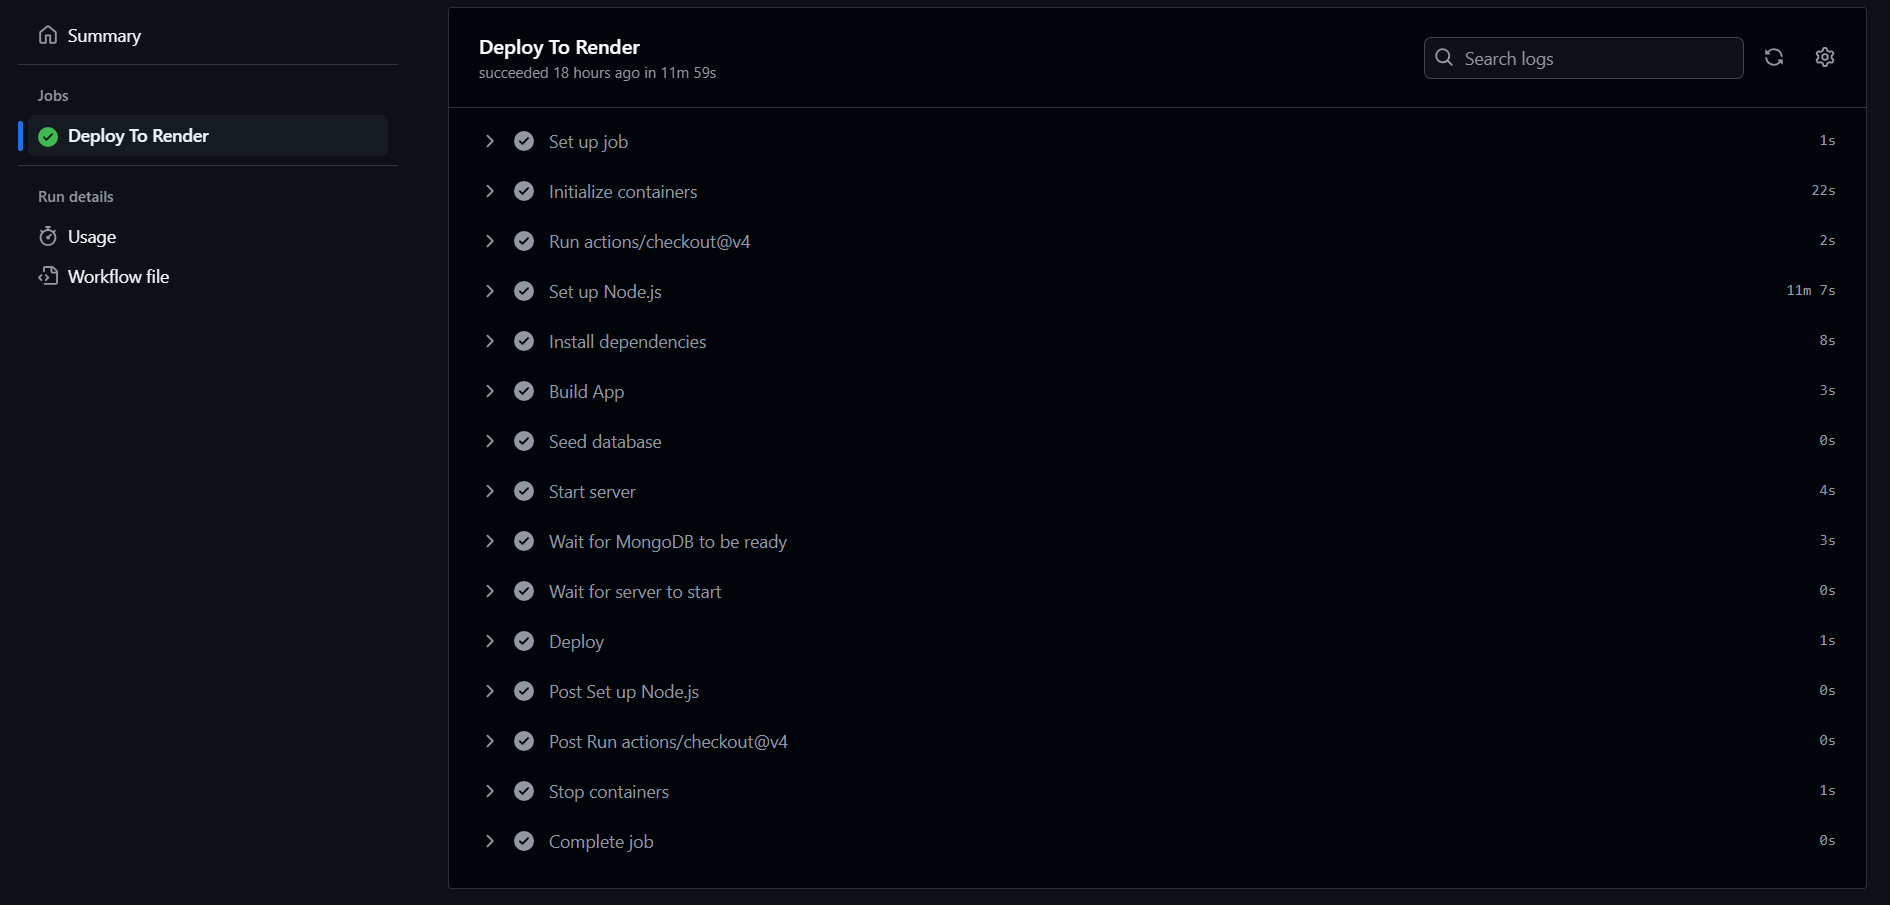 Summary
Jobs
Deploy To Render
Run details
Usage
Workflow file
Deploy To Render
succeeded 18 hours ago in 11m 59s
Search logs
Set up job 1s
Initialize containers 22s
Run actions/checkout@v4 2s
Set up Node.js 11m 7s
Install dependencies 8s
Build App 3s
Seed database 0s
Start server 4s
Wait for MongoDB to be ready 3s
Wait for server to start 0s
Deploy 1s
Post Set up Node.js 0s
Post Run actions/checkout@v4 0s
Stop containers 1s
Complete job 0s